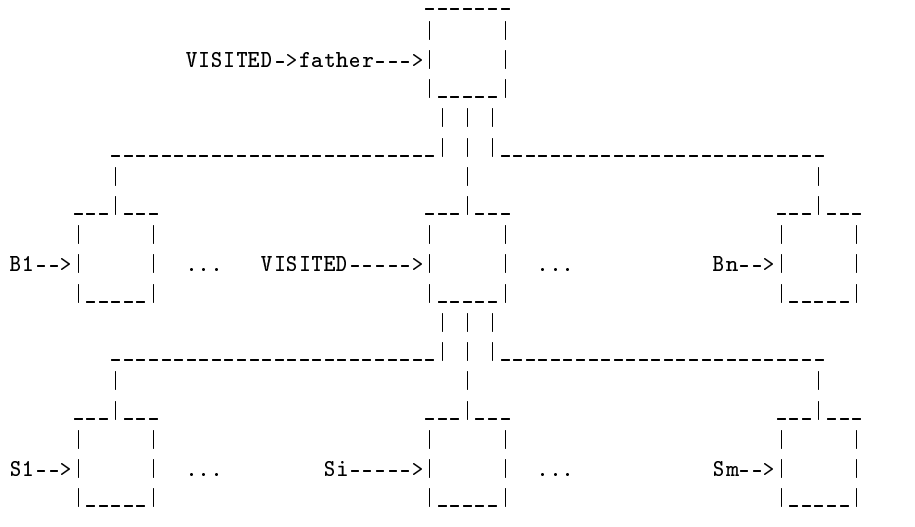 VISITED->father--->
B1--> ... VISITED-----> ... Bn-->
S1--> ... Si-----> ... Sm-->